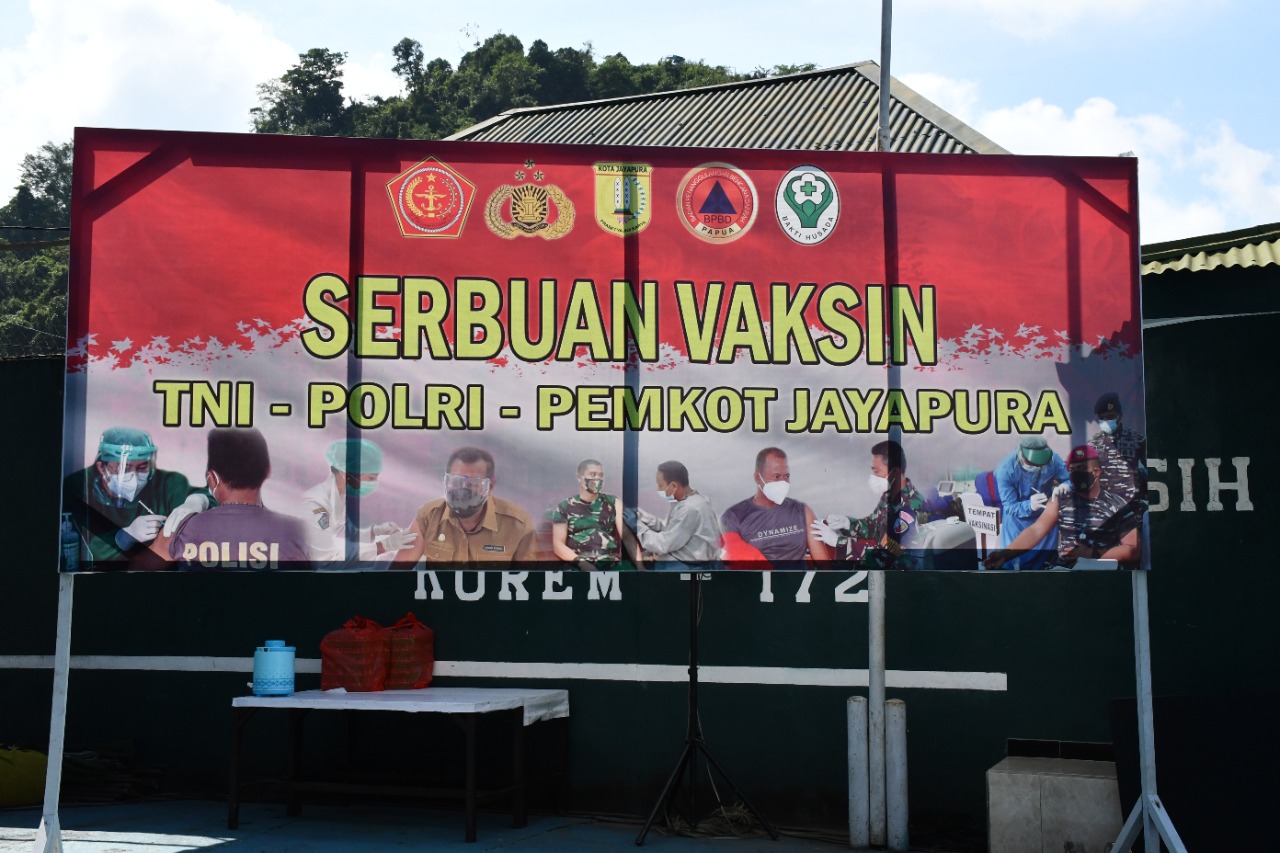 KOTA JAYAPURA
BPBD
PAPUA
BAKTI HUSADA
SERBUAN VAKSIN
TNI - POLRI - PEMKOT JAYAPURA
POLISI
DYNAMIZE
TEMPAT
VAKSINASI
SIH
KOREM 172